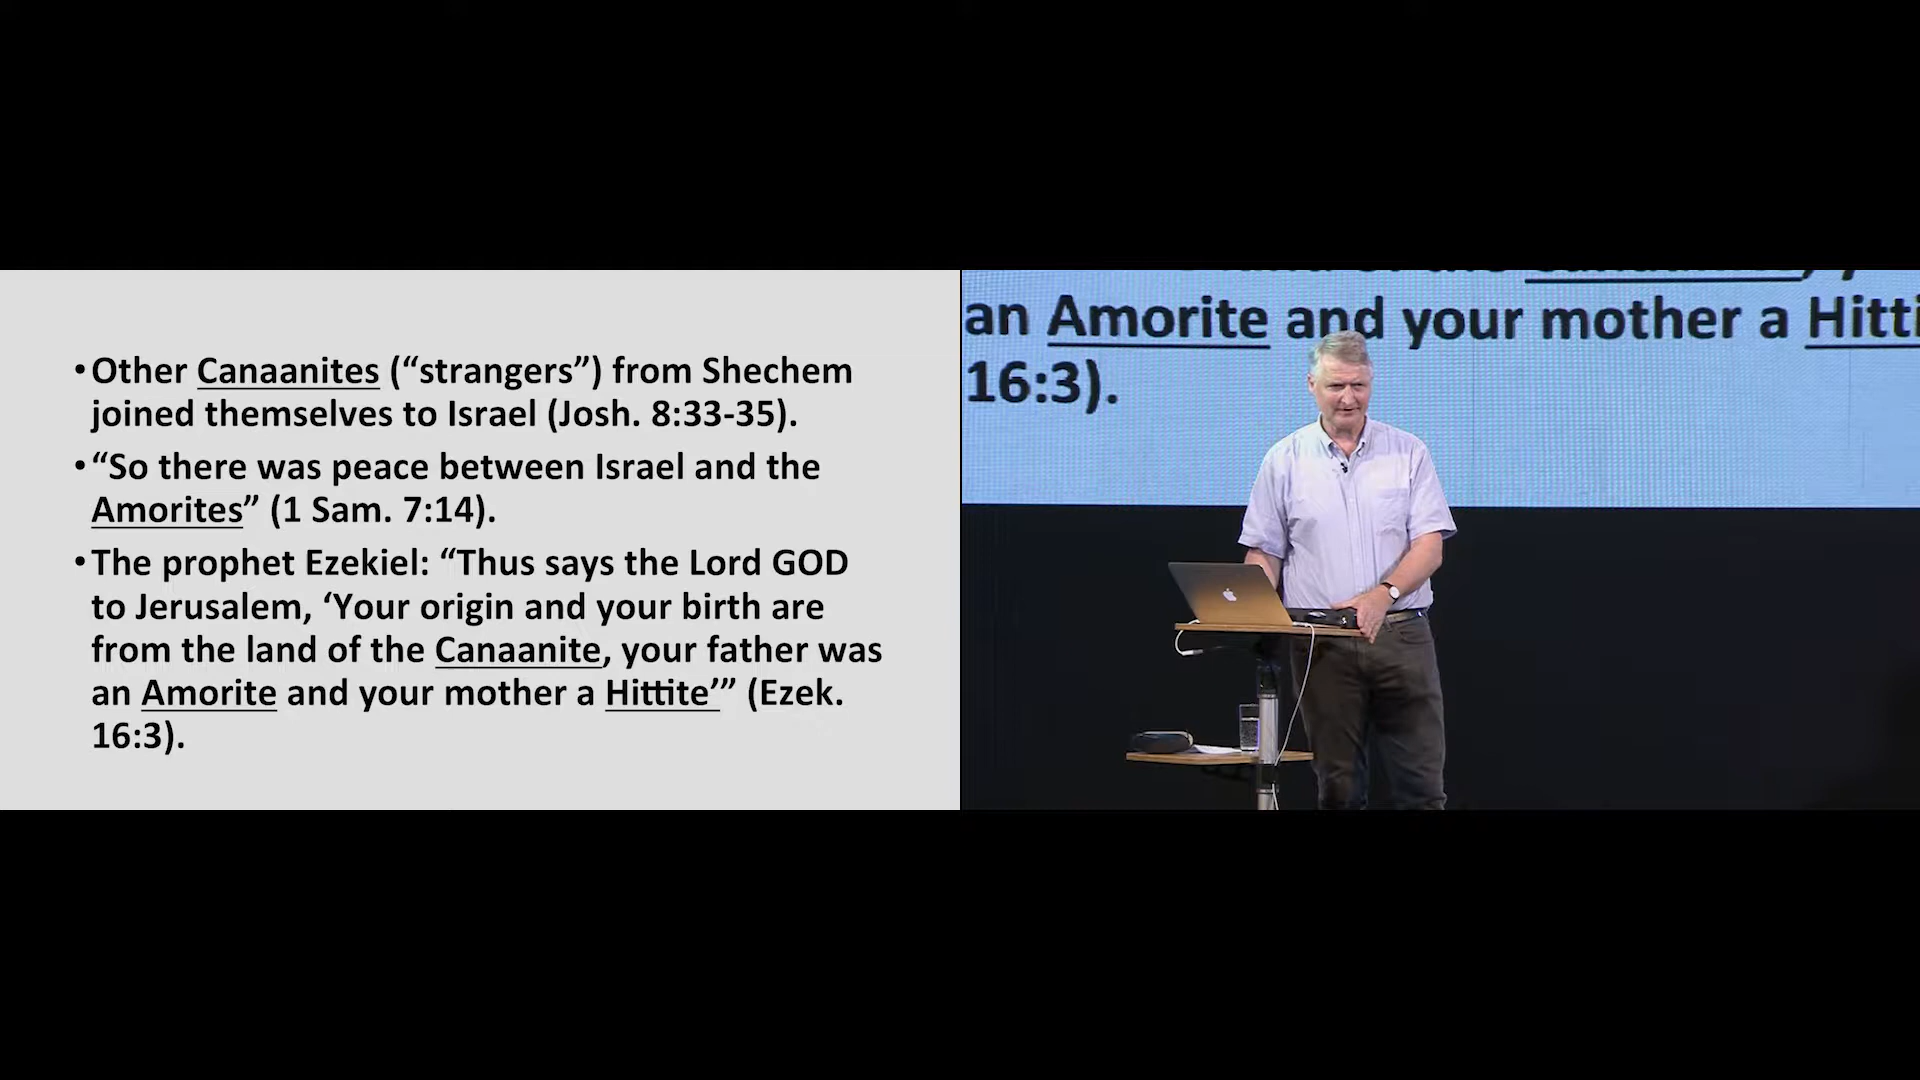 •Other Canaanites (“strangers”) from Shechem
joined themselves to Israel (Josh. 8:33-35).
•“So there was peace between Israel and the
Amorites” (1 Sam. 7:14).
•The prophet Ezekiel: “Thus says the Lord GOD
to Jerusalem, ‘Your origin and your birth are
from the land of the Canaanite, your father was
an Amorite and your mother a Hittite’” (Ezek.
16:3).
an Amorite and your mother a Hitti
16:3).